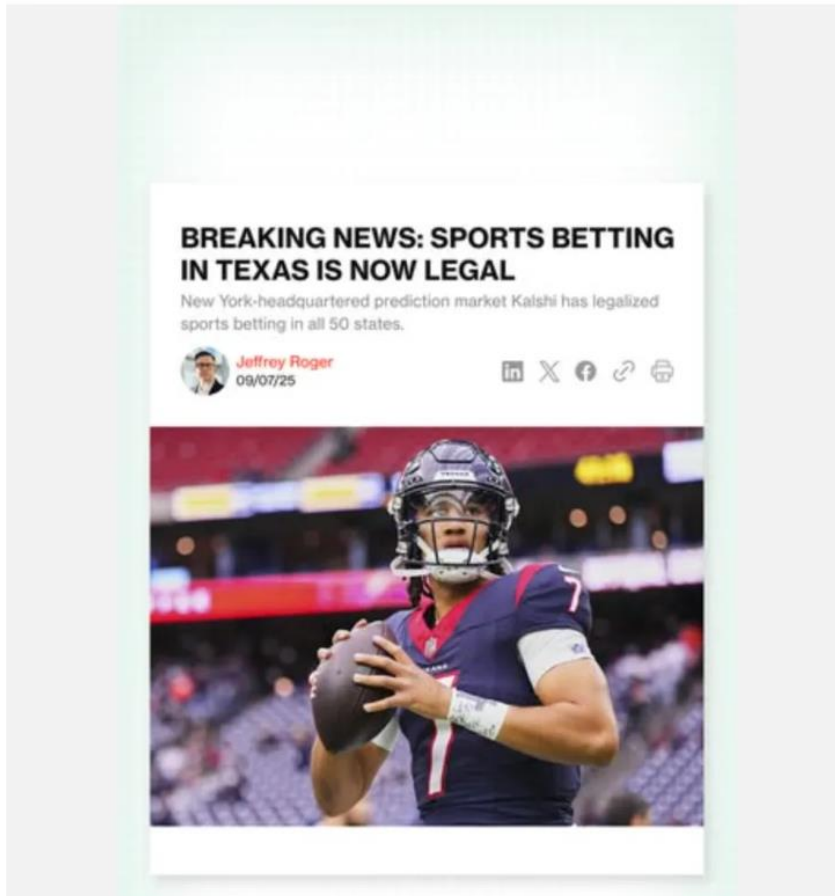 BREAKING NEWS: SPORTS BETTING
IN TEXAS IS NOW LEGAL
New York-headquartered prediction market Kalshi has legalized
sports betting in all 50 states.
Jeffrey Roger
09/07/25
7
7